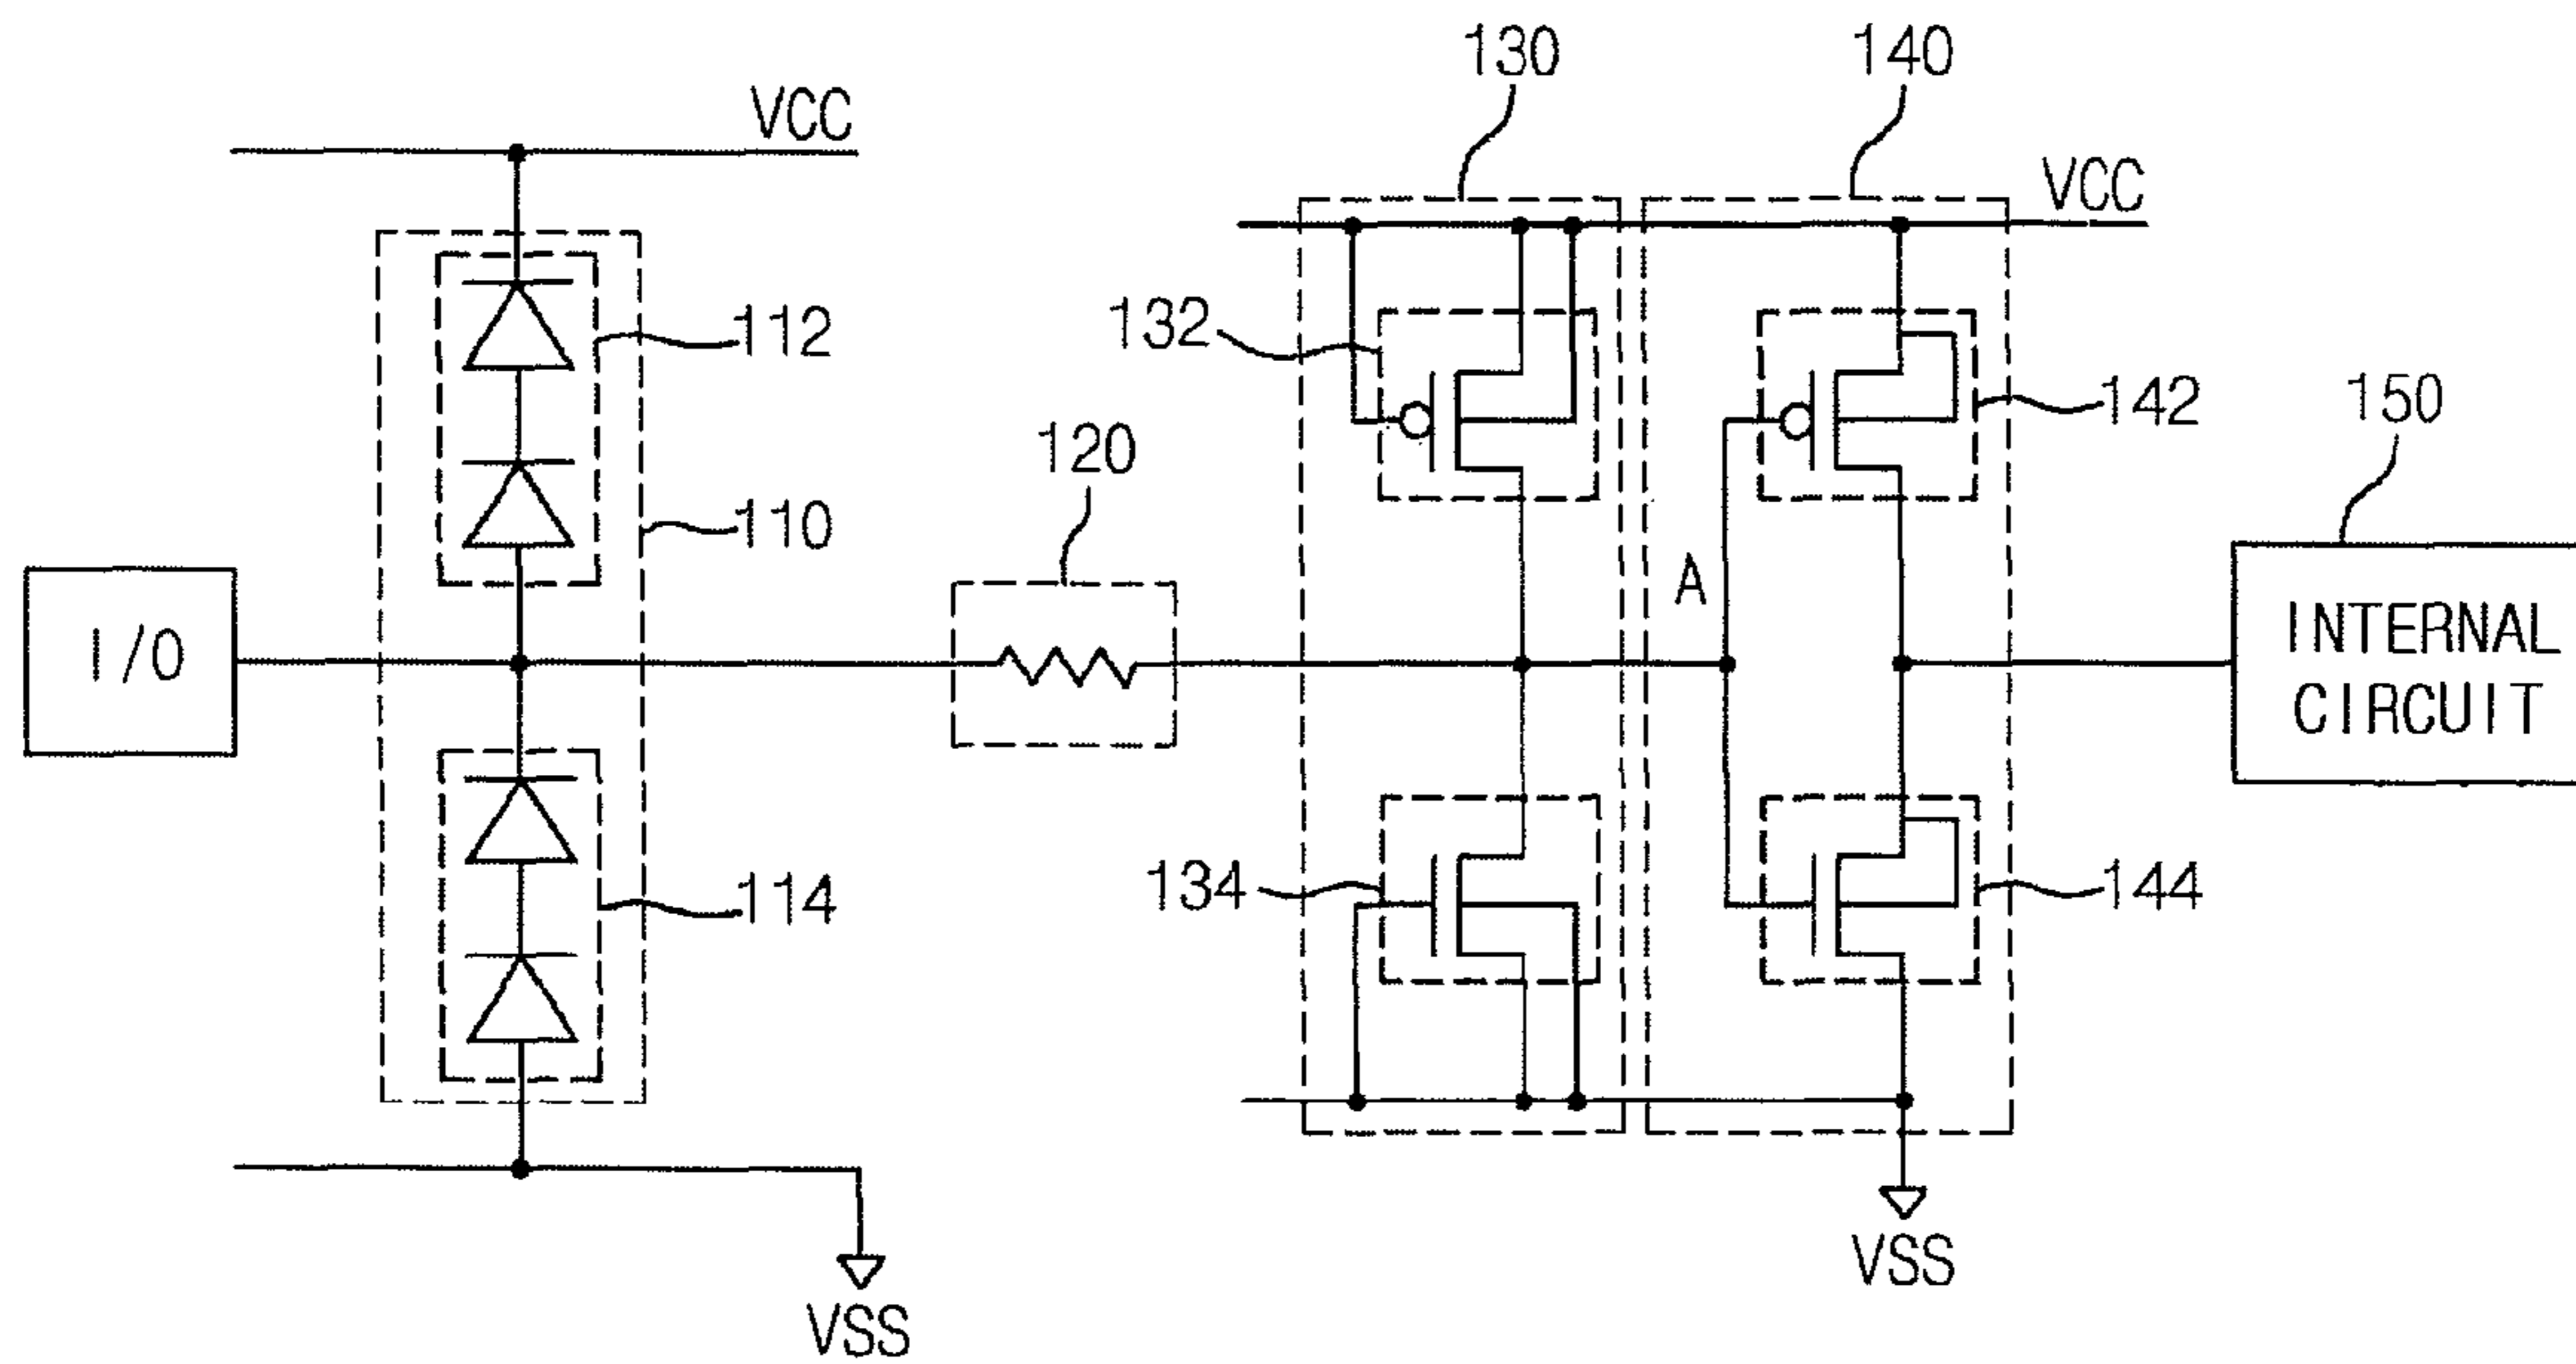 130
140
VCC
VCC
132
112
142
150
120
110
A
I/O
INTERNAL
CIRCUIT
134
114
144
VSS
VSS